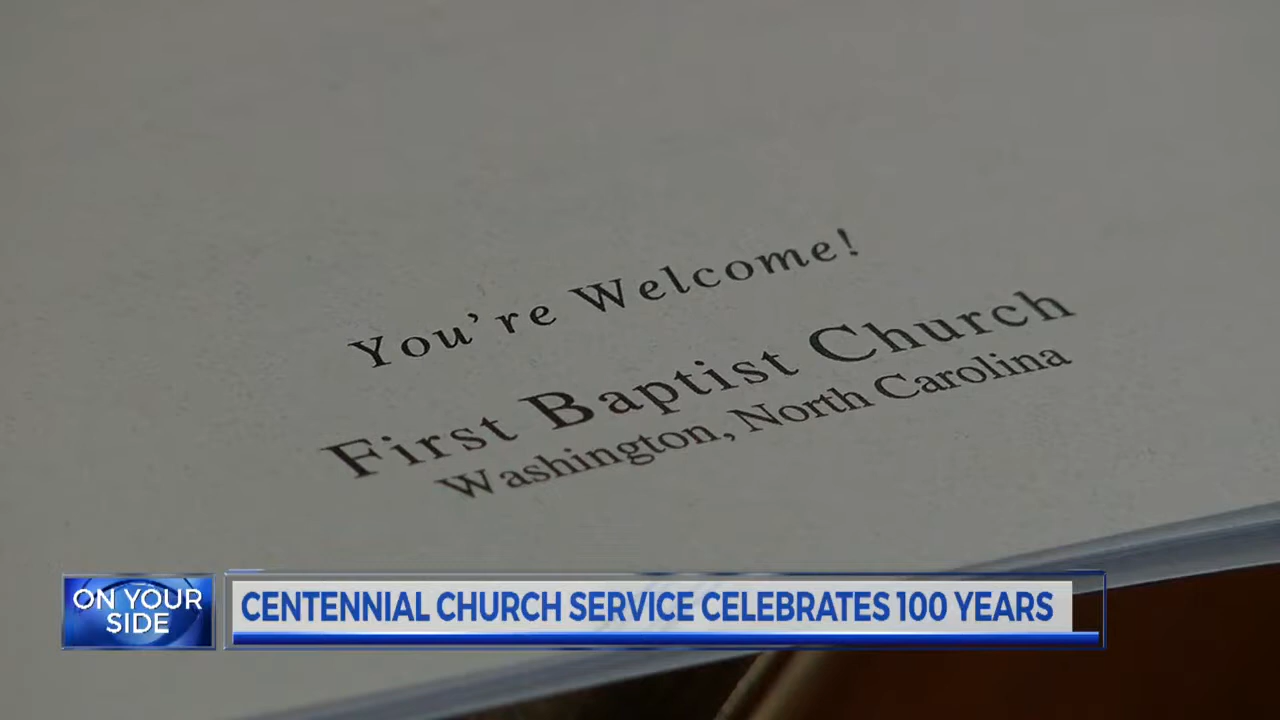 You're Welcome!
First Baptist Church
Washington, North Carolina
ON YOUR
SIDE
CENTENNIAL CHURCH SERVICE CELEBRATES 100 YEARS